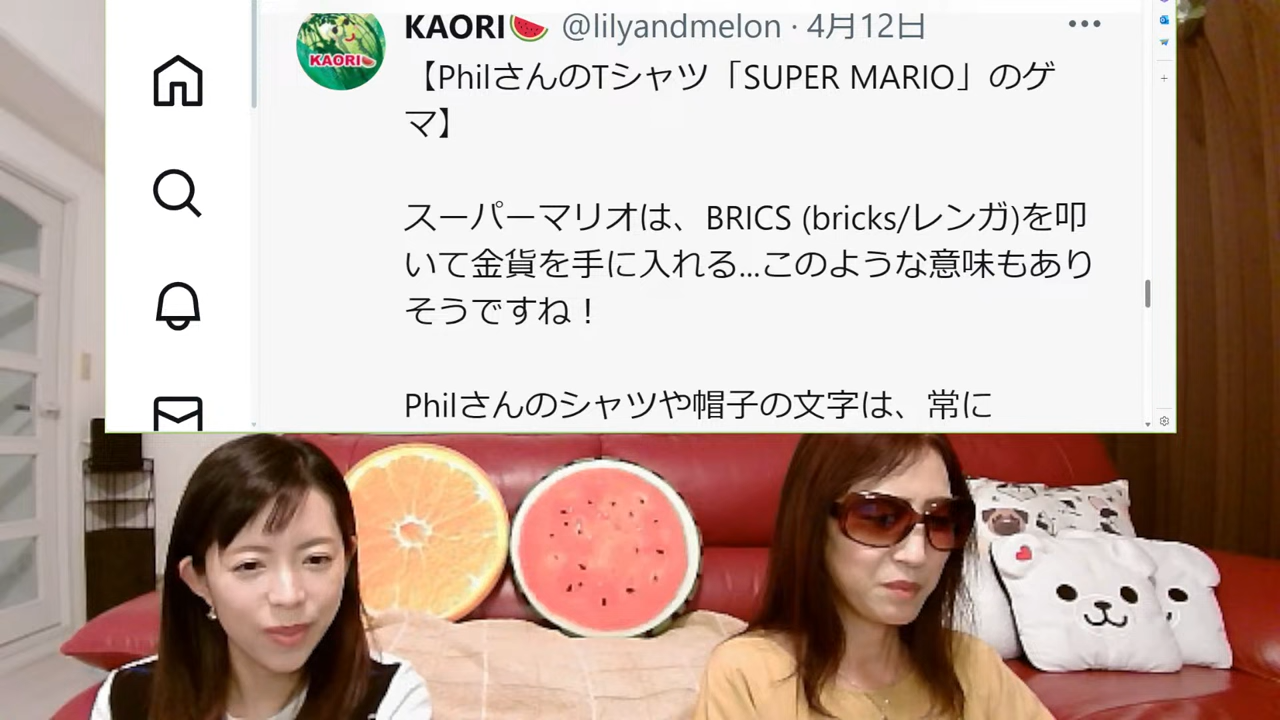 KAORI🍉 @lilyandmelon · 4月12日
KAORI🍉
【PhilさんのTシャツ「SUPER MARIO」のゲ
マ】
スーパーマリオは、BRICS (bricks/レンガ)を叩
いて金貨を手に入れる...このような意味もあり
そうですね！
Philさんのシャツや帽子の文字は、常に